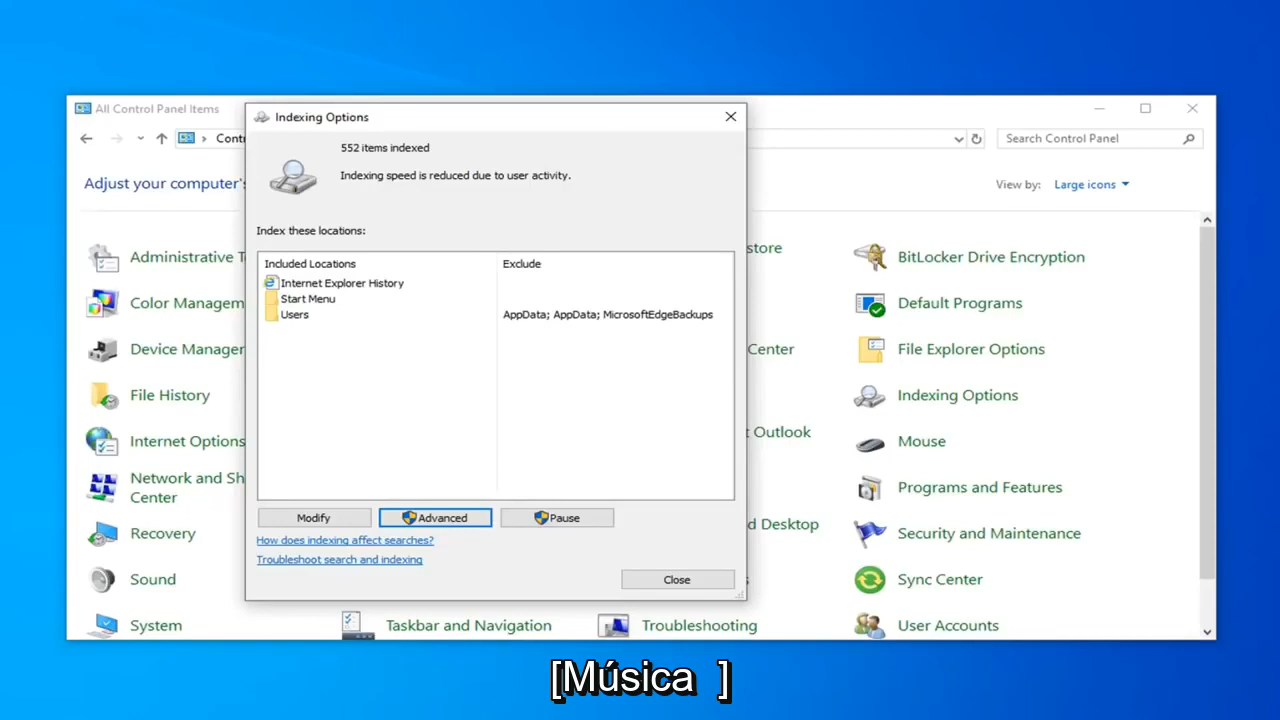 All Control Panel Items
Contr
Search Control Panel
Adjust your computer's
View by: Large icons
Indexing Options
552 items indexed
Indexing speed is reduced due to user activity.
Index these locations:
Included Locations
Exclude
Internet Explorer History
Start Menu
Users
AppData; AppData; MicrosoftEdgeBackups
Modify
Advanced
Pause
How does indexing affect searches?
Troubleshoot search and indexing
Close
Administrative T
Color Managem
Device Manager
File History
Internet Options
Network and Sh
Center
Recovery
Sound
System
Taskbar and Navigation
Troubleshooting
store
Center
t Outlook
d Desktop
BitLocker Drive Encryption
Default Programs
File Explorer Options
Indexing Options
Mouse
Programs and Features
Security and Maintenance
Sync Center
User Accounts
[Música ]